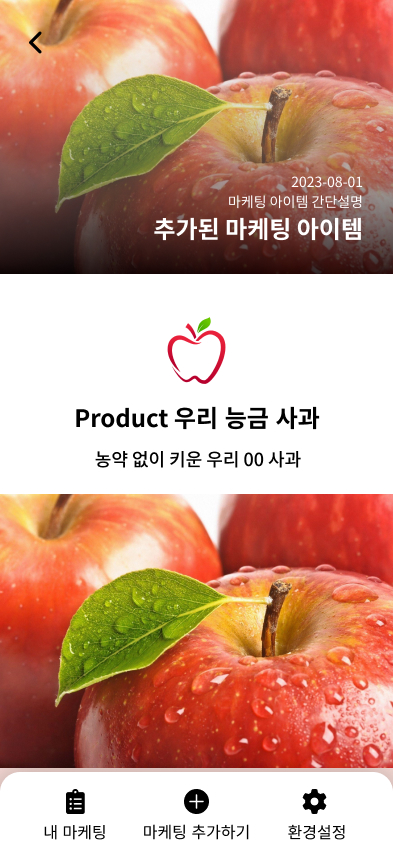 2023-08-01
마케팅 아이템 간단설명
추가된 마케팅 아이템
Product 우리 능금 사과
농약 없이 키운 우리 00 사과
내 마케팅
마케팅 추가하기
환경설정